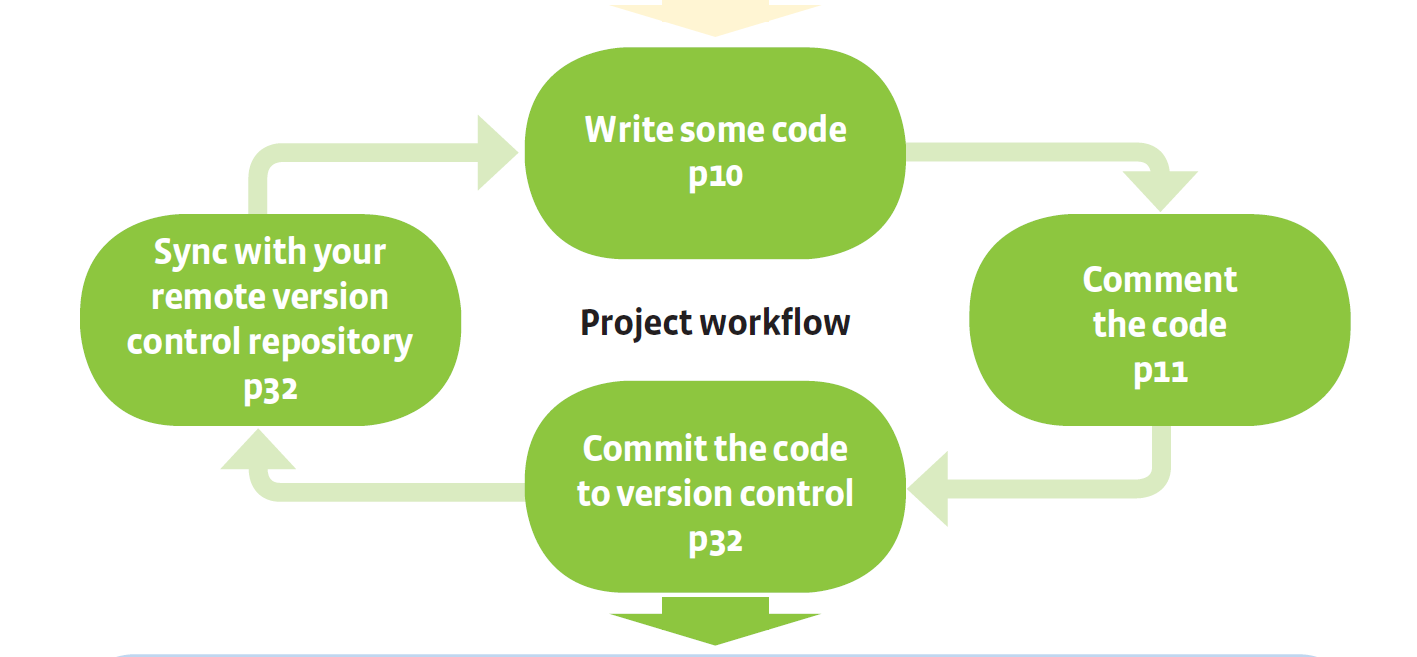 Write some code
p10
Sync with your
remote version
control repository
p32
Project workflow
Comment
the code
p11
Commit the code
to version control
p32